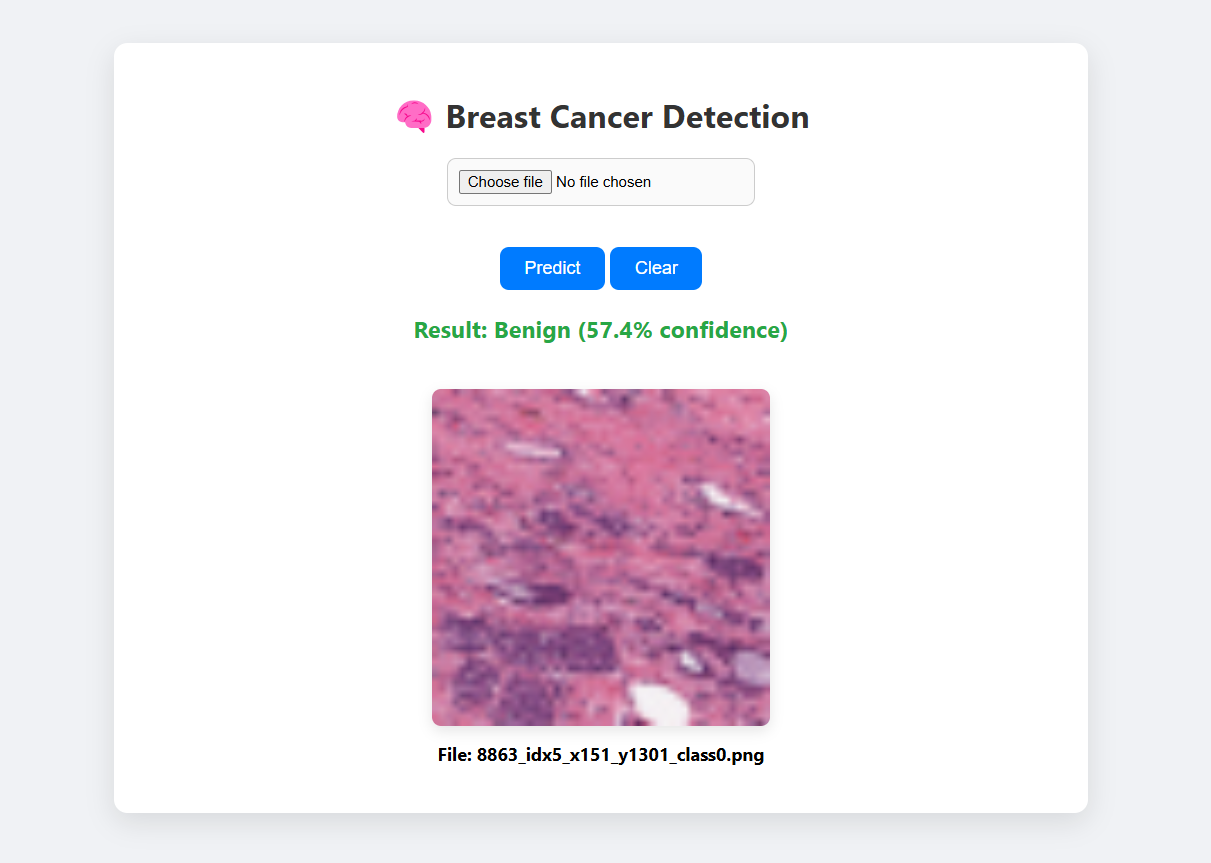 🧠 Breast Cancer Detection
Choose file No file chosen
Predict Clear
Result: Benign (57.4% confidence)
File: 8863_idx5_x151_y1301_class0.png